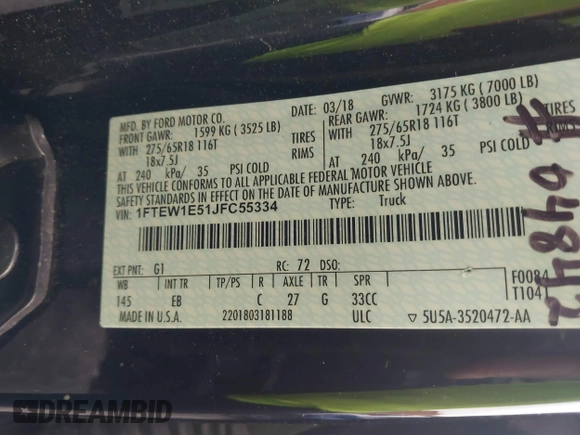 MFD. BY FORD MOTOR CO.
DATE: 03/18
GVWR: 3175 KG ( 7000 LB)
FRONT GAWR: 1599 KG ( 3525 LB)
REAR GAWR: 1724 KG ( 3800 LB)
WITH 275/65R18 116T TIRES
WITH 275/65R18 116T TIRES
18x7.5J RIMS
18x7.5J RIMS
AT 240 kPa/ 35 PSI COLD
AT 240 kPa/ 35 PSI COLD
THIS VEHICLE CONFORMS TO ALL APPLICABLE FEDERAL MOTOR VEHICLE
SAFETY STANDARDS IN EFFECT ON THE DATE OF MANUFACTURE SHOWN ABOVE.
VIN: 1FTEW1E51JFC55334
TYPE: Truck
EXT PNT: G1 RC: 72 DSO:
WB INT TR TP/PS R AX TR SPR
145 EB C 27 G 33CC
F0084
T104
2201803181188 ULC ▽ 5U5A-3520472-AA
DREAMBID